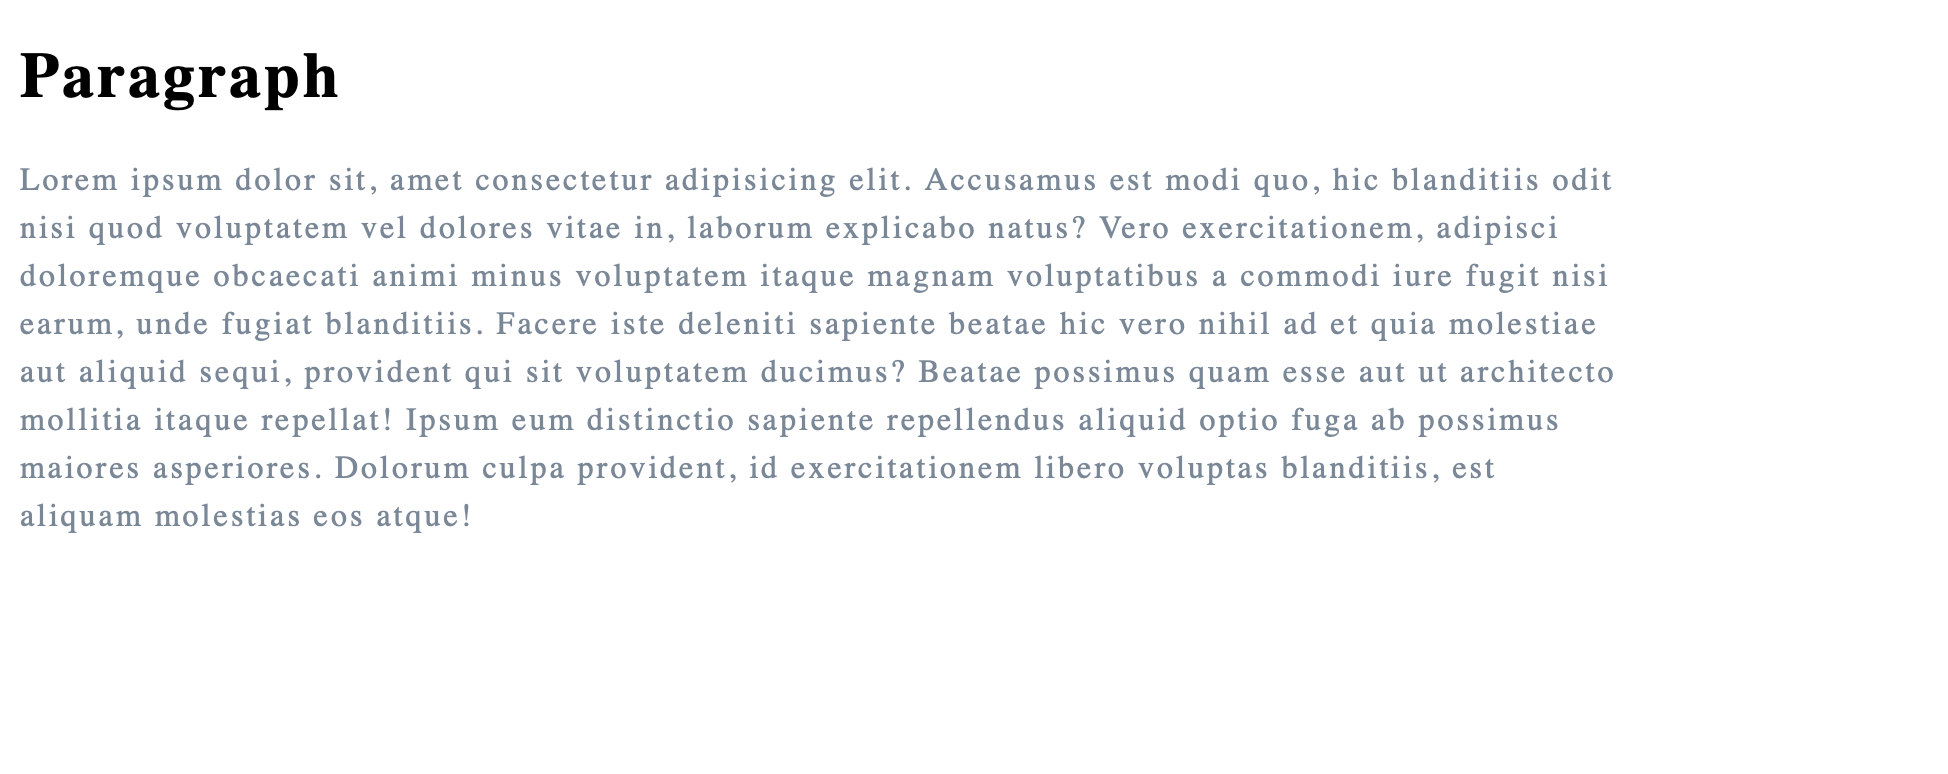 Paragraph
Lorem ipsum dolor sit, amet consectetur adipisicing elit. Accusamus est modi quo, hic blanditiis odit
nisi quod voluptatem vel dolores vitae in, laborum explicabo natus? Vero exercitationem, adipisci
doloremque obcaecati animi minus voluptatem itaque magnam voluptatibus a commodi iure fugit nisi
earum, unde fugiat blanditiis. Facere iste deleniti sapiente beatae hic vero nihil ad et quia molestiae
aut aliquid sequi, provident qui sit voluptatem ducimus? Beatae possimus quam esse aut ut architecto
mollitia itaque repellat! Ipsum eum distinctio sapiente repellendus aliquid optio fuga ab possimus
maiores asperiores. Dolorum culpa provident, id exercitationem libero voluptas blanditiis, est
aliquam molestias eos atque!